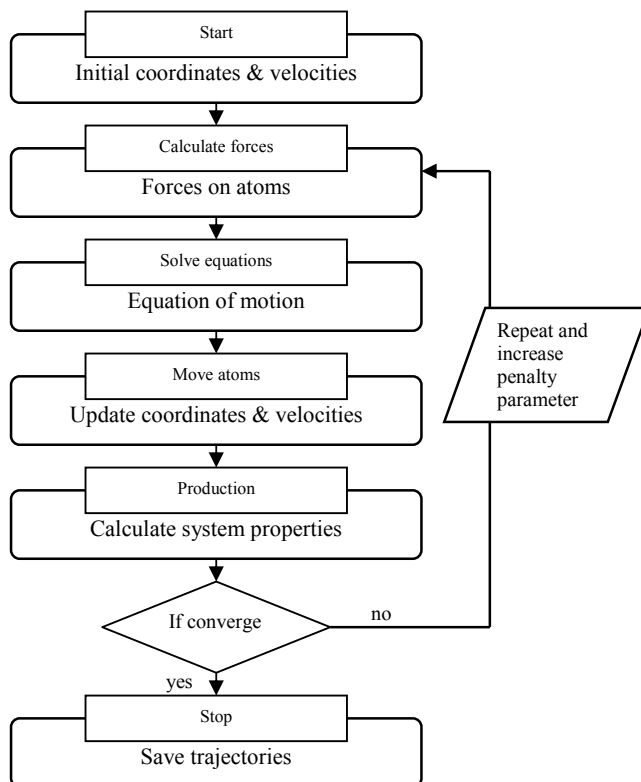 Start
Initial coordinates & velocities
Calculate forces
Forces on atoms
Solve equations
Equation of motion
Repeat and
increase
penalty
parameter
Move atoms
Update coordinates & velocities
Production
Calculate system properties
If converge
no
yes
Stop
Save trajectories